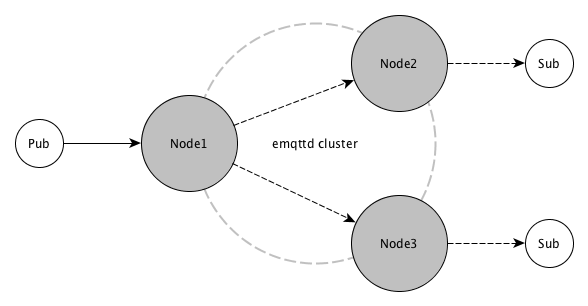 Node2
Sub
Pub
Node1
emqttd cluster
Node3
Sub